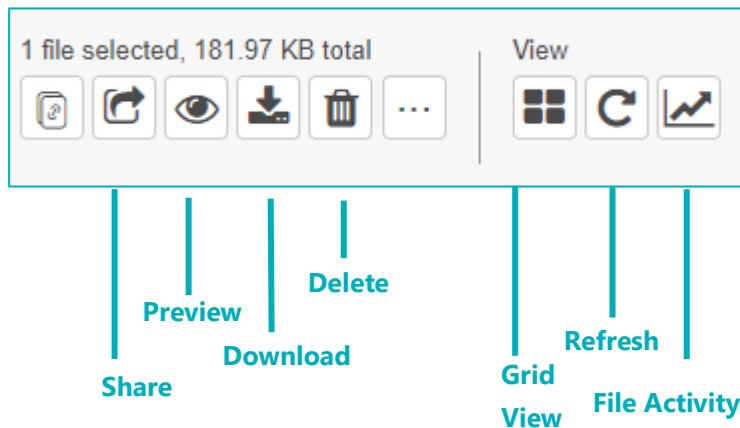 1 file selected, 181.97 KB total
View
...
Delete
Preview
Refresh
Download
Share
Grid
View
File Activity